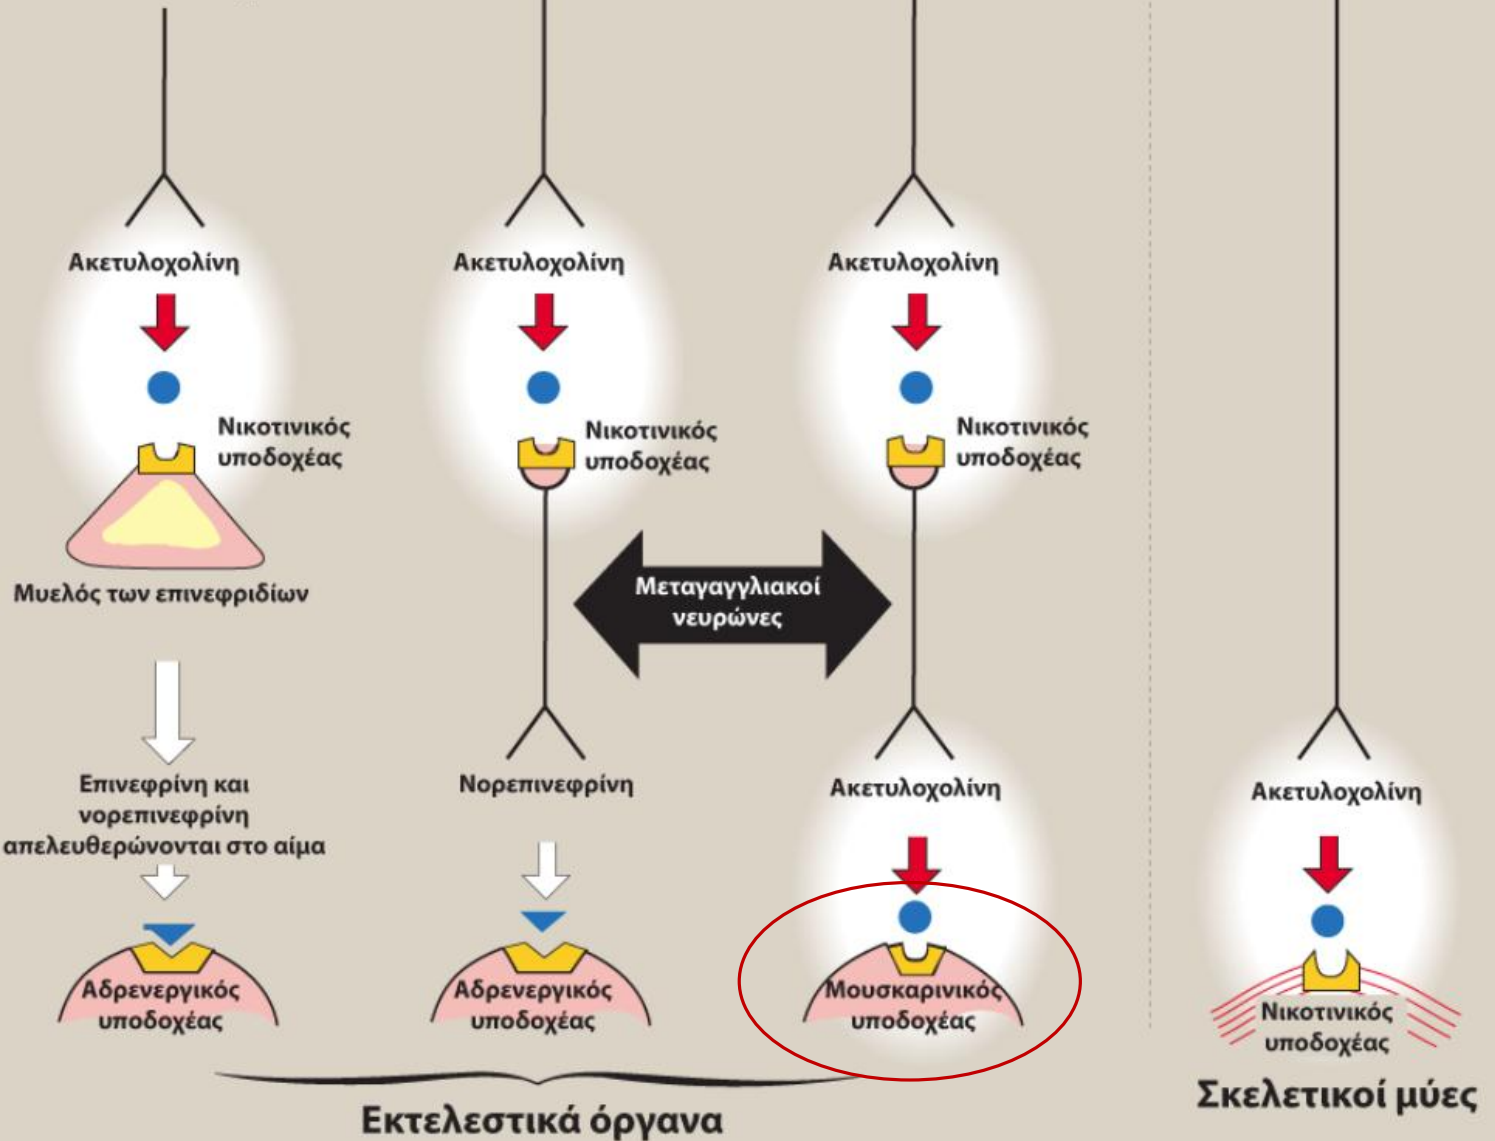 Ακετυλοχολίνη
Ακετυλοχολίνη
Ακετυλοχολίνη
Νικοτινικός
υποδοχέας
Νικοτινικός
υποδοχέας
Νικοτινικός
υποδοχέας
Μυελός των επινεφριδίων
Μεταγαγγλιακοί
νευρώνες
Επινεφρίνη και
νορεπινεφρίνη
απελευθερώνονται στο αίμα
Νορεπινεφρίνη
Ακετυλοχολίνη
Ακετυλοχολίνη
Αδρενεργικός
υποδοχέας
Αδρενεργικός
υποδοχέας
Μουσκαρινικός
υποδοχέας
Νικοτινικός
υποδοχέας
Εκτελεστικά όργανα
Σκελετικοί μύες